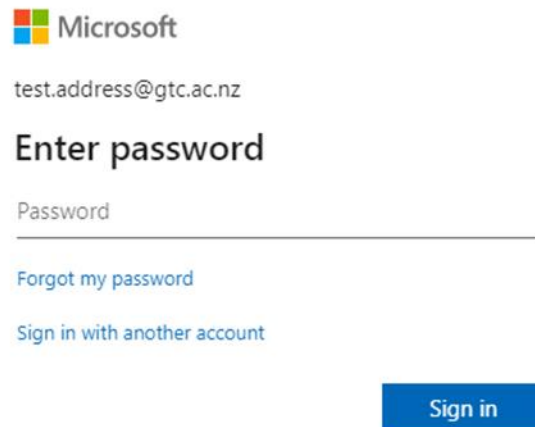 Microsoft
test.address@gtc.ac.nz
Enter password
Password
Forgot my password
Sign in with another account
Sign in